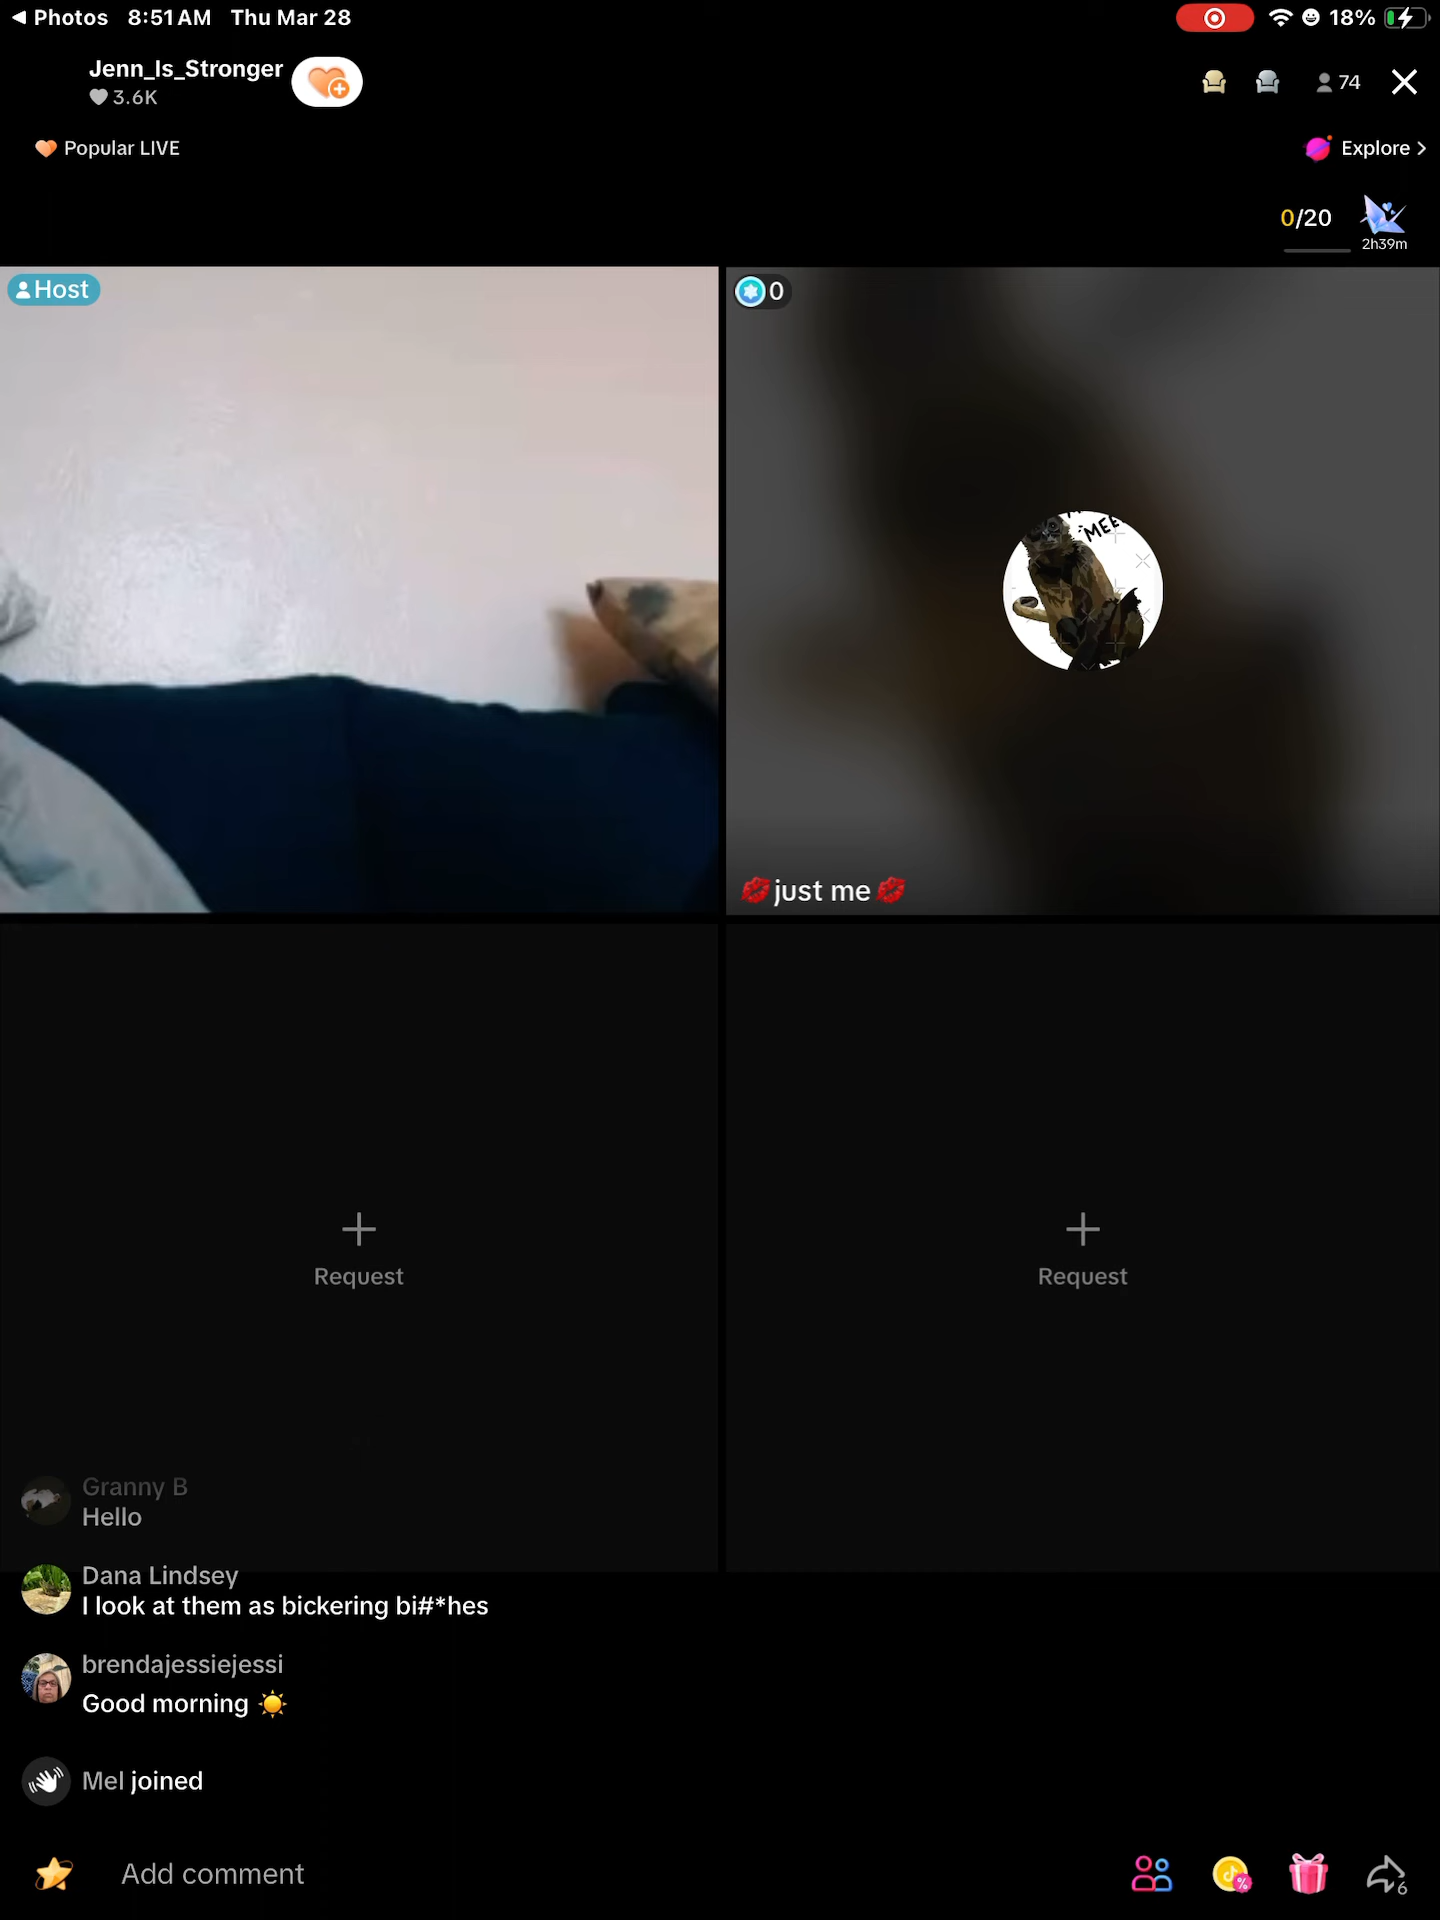 Photos 8:51 AM Thu Mar 28 18%
Jenn_Is_Stronger
3.6K
74
Popular LIVE
Explore
0/20
2h39m
Host
0
MEE
just me
Request
Request
Granny B
Hello
Dana Lindsey
I look at them as bickering bi#*hes
brendajessiejessi
Good morning
Mel joined
Add comment
6